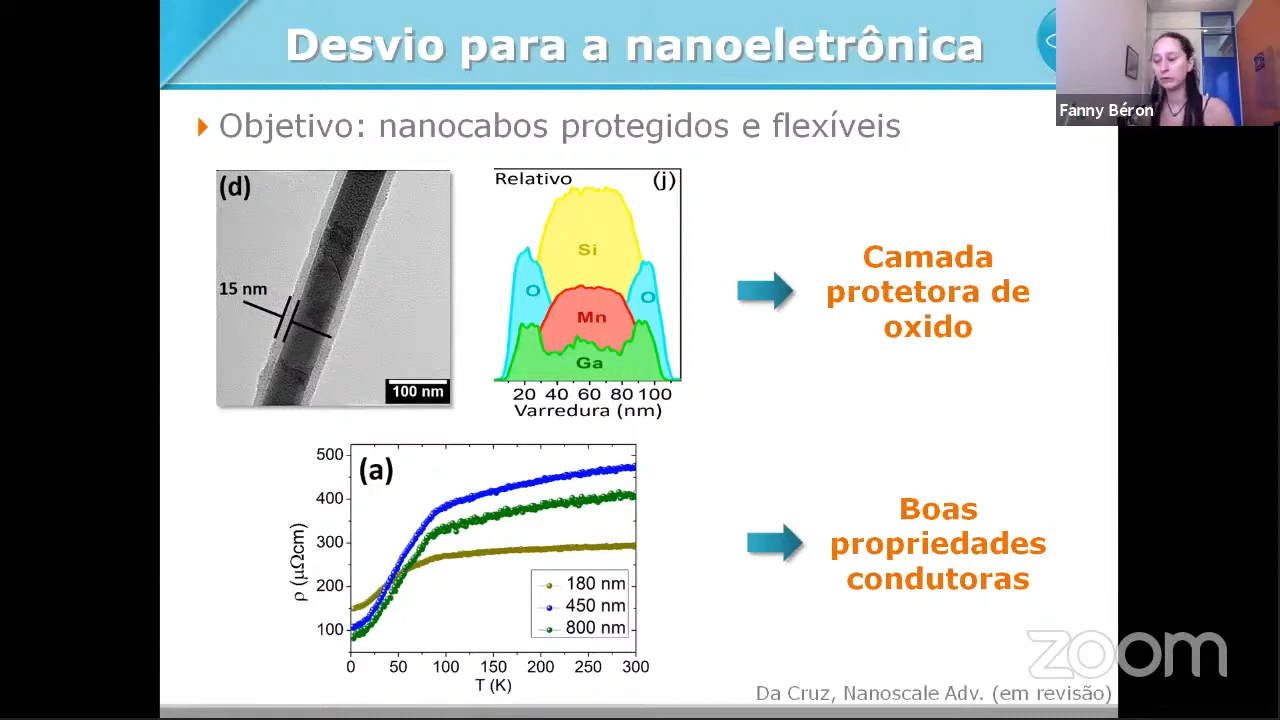 Desvio para a nanoeletrônica
Fanny Béron
Objetivo: nanocabos protegidos e flexíveis
(d)
15 nm
100 nm
Relativo
(j)
Si
O
O
Mn
Ga
20 40 60 80 100
Varredura (nm)
Camada
protetora de
oxido
(a)
500
400
300
200
100
ρ (μΩcm)
180 nm
450 nm
800 nm
0 50 100 150 200 250 300
T (K)
Boas
propriedades
condutoras
zoom
Da Cruz, Nanoscale Adv. (em revisão)